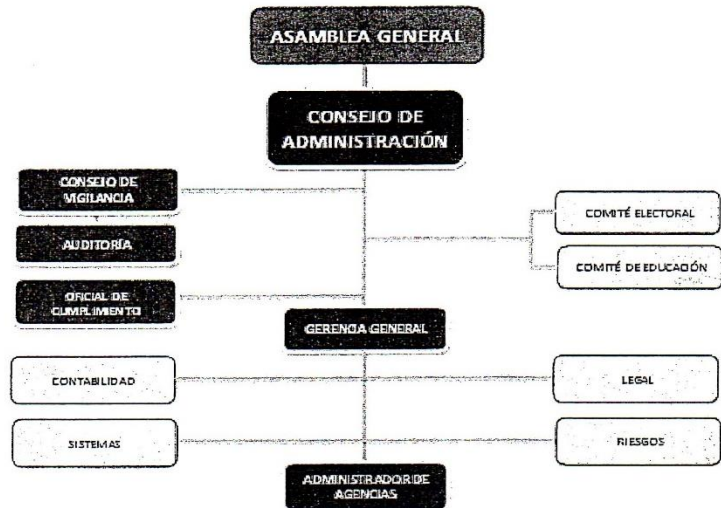 ASAMBLEA GENERAL
CONSEJO DE
ADMINISTRACIÓN
CONSEJO DE
VIGILANCIA
AUDITORÍA
OFICIAL DE
CUMPLIMIENTO
COMITÉ ELECTORAL
COMITÉ DE EDUCACIÓN
GERENCIA GENERAL
CONTABILIDAD
LEGAL
SISTEMAS
RIESGOS
ADMINISTRADOR DE
AGENCIAS